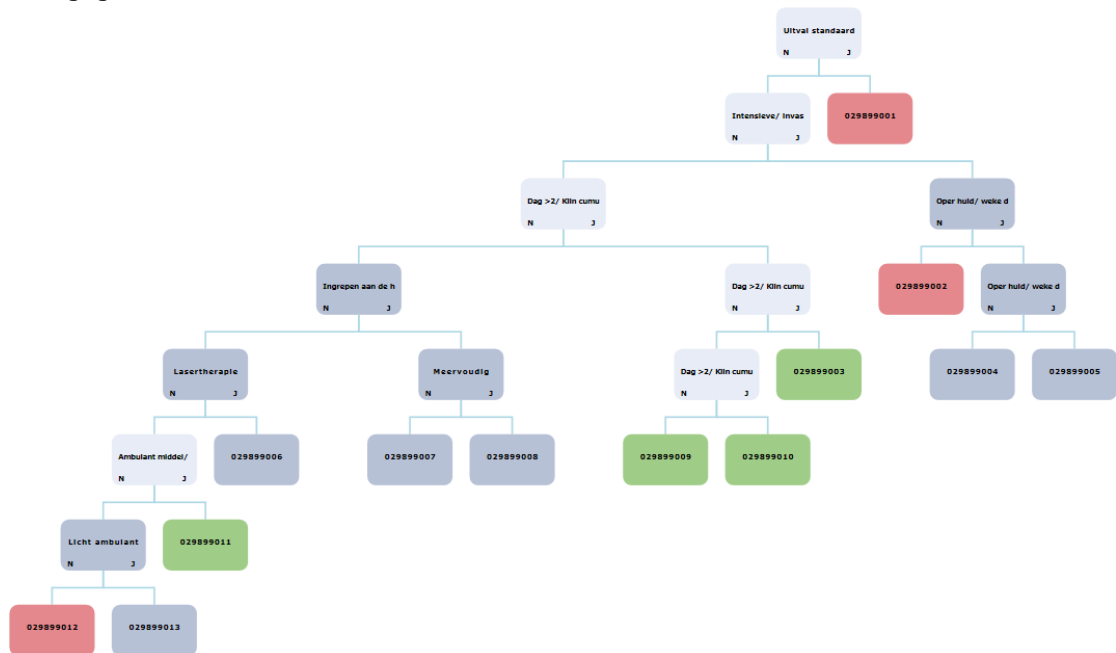 Uitval standaard
N J
Intensieve/ invas
N J
029899001
Dag >2/ Klin cumu
N J
Oper huid/ weke d
N J
Ingrepen aan de h
N J
Dag >2/ Klin cumu
N J
029899002
Oper huid/ weke d
N J
Lasertherapie
N J
Meervoudig
N J
Dag >2/ Klin cumu
N J
029899003
029899004
029899005
Ambulant middel/
N J
029899006
029899007
029899008
029899009
029899010
Licht ambulant
N J
029899011
029899012
029899013